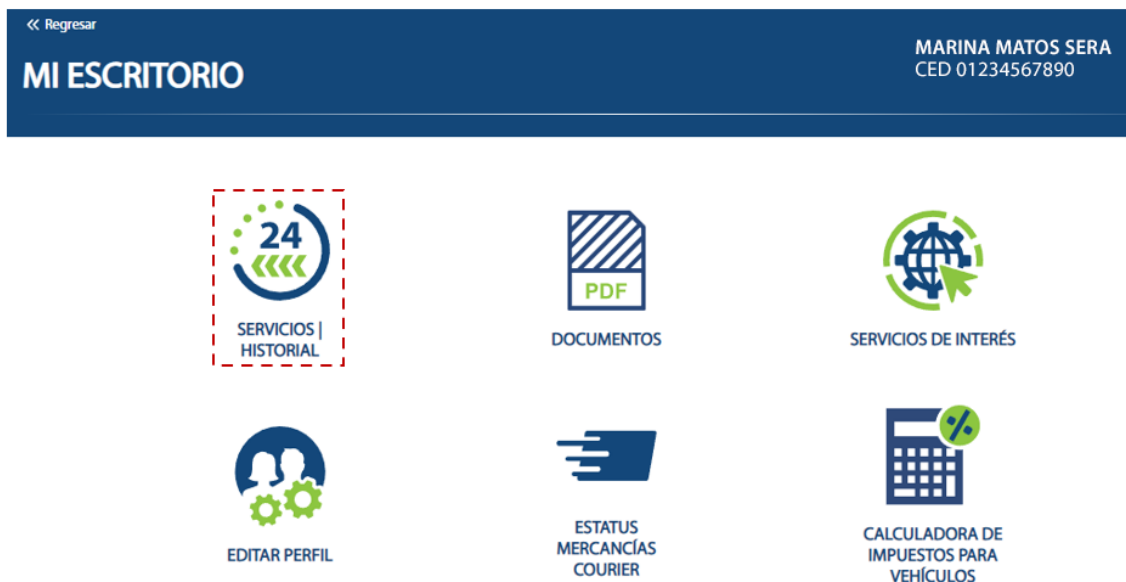 « Regresar
MI ESCRITORIO
MARINA MATOS SERA
CED 01234567890
24
SERVICIOS |
HISTORIAL
PDF
DOCUMENTOS
SERVICIOS DE INTERÉS
EDITAR PERFIL
ESTATUS
MERCANCÍAS
COURIER
%
CALCULADORA DE
IMPUESTOS PARA
VEHÍCULOS